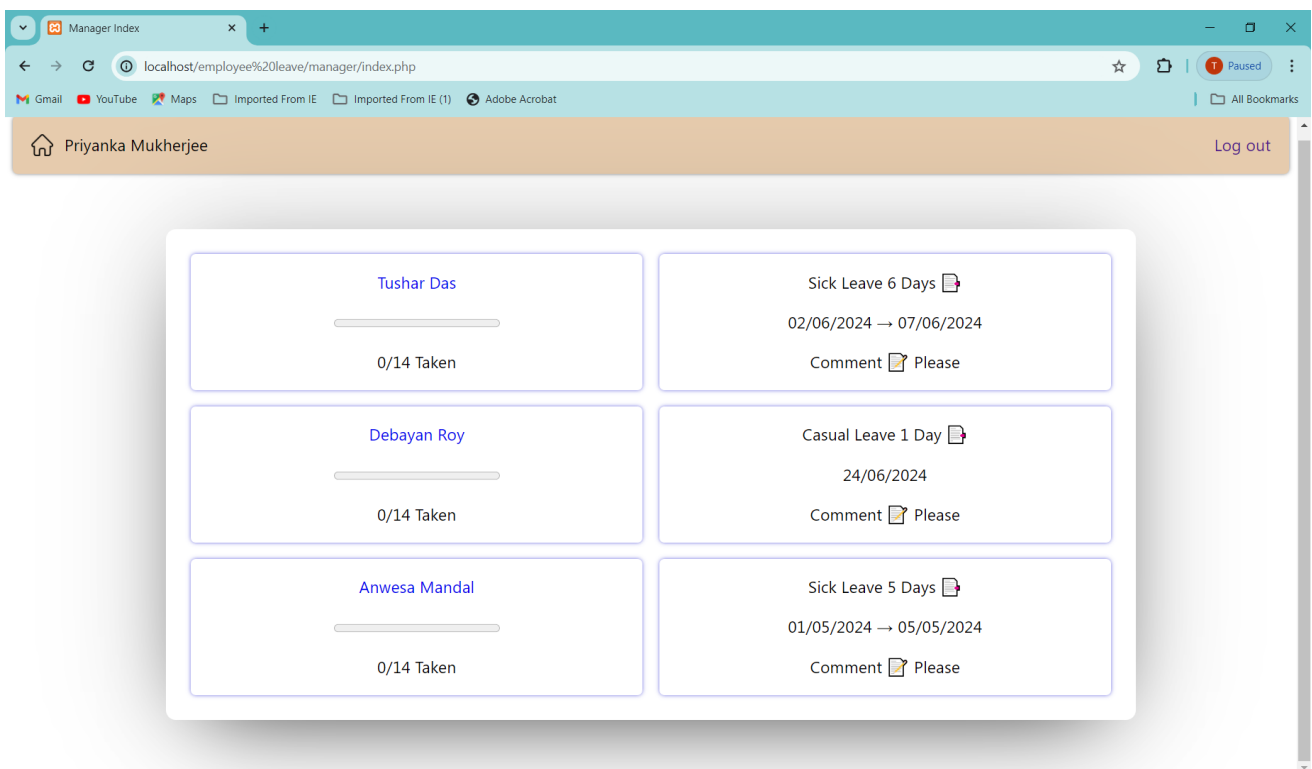 Manager Index
localhost/employee%20leave/manager/index.php
T Paused
Gmail YouTube Maps Imported From IE Imported From IE (1) Adobe Acrobat All Bookmarks
Priyanka Mukherjee Log out
Tushar Das
0/14 Taken
Sick Leave 6 Days
02/06/2024 → 07/06/2024
Comment 📝 Please
Debayan Roy
0/14 Taken
Casual Leave 1 Day
24/06/2024
Comment 📝 Please
Anwesa Mandal
0/14 Taken
Sick Leave 5 Days
01/05/2024 → 05/05/2024
Comment 📝 Please